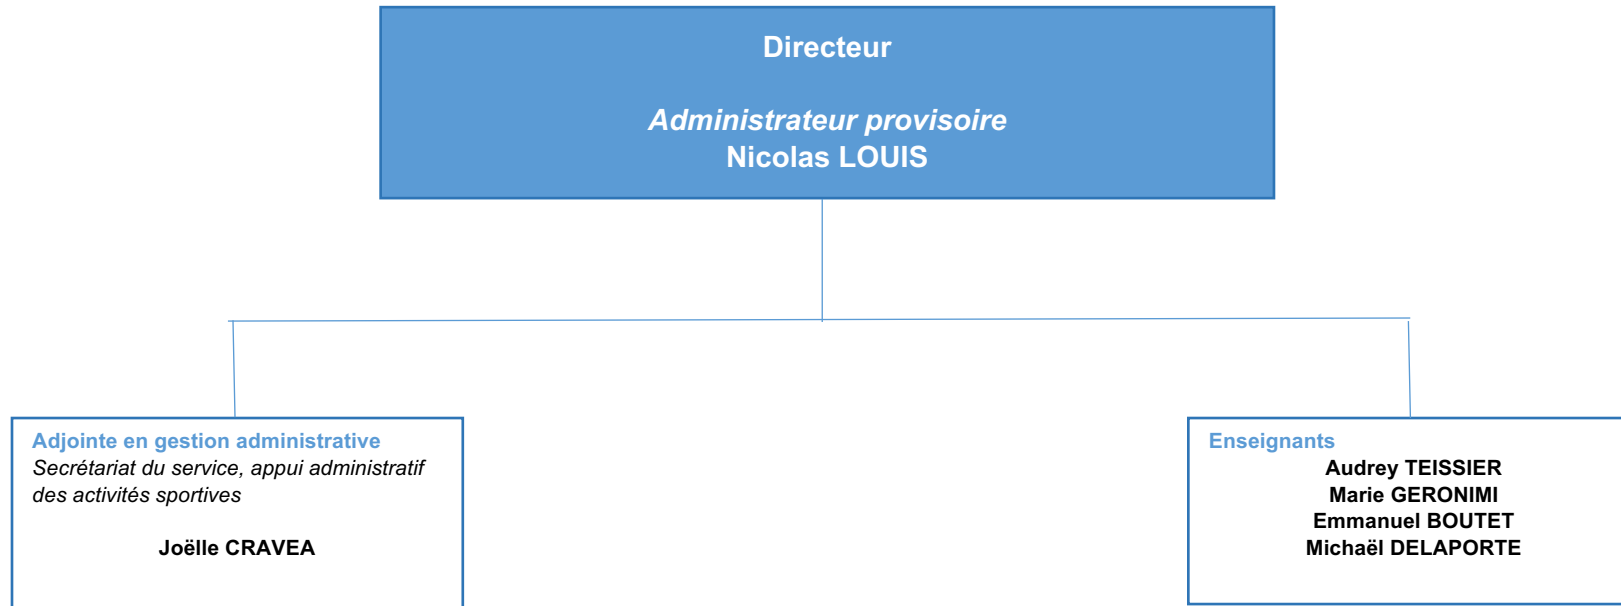 Directeur
Administrateur provisoire
Nicolas LOUIS
Adjointe en gestion administrative
Secrétariat du service, appui administratif
des activités sportives
Joëlle CRAVEA
Enseignants
Audrey TEISSIER
Marie GERONIMI
Emmanuel BOUTET
Michaël DELAPORTE